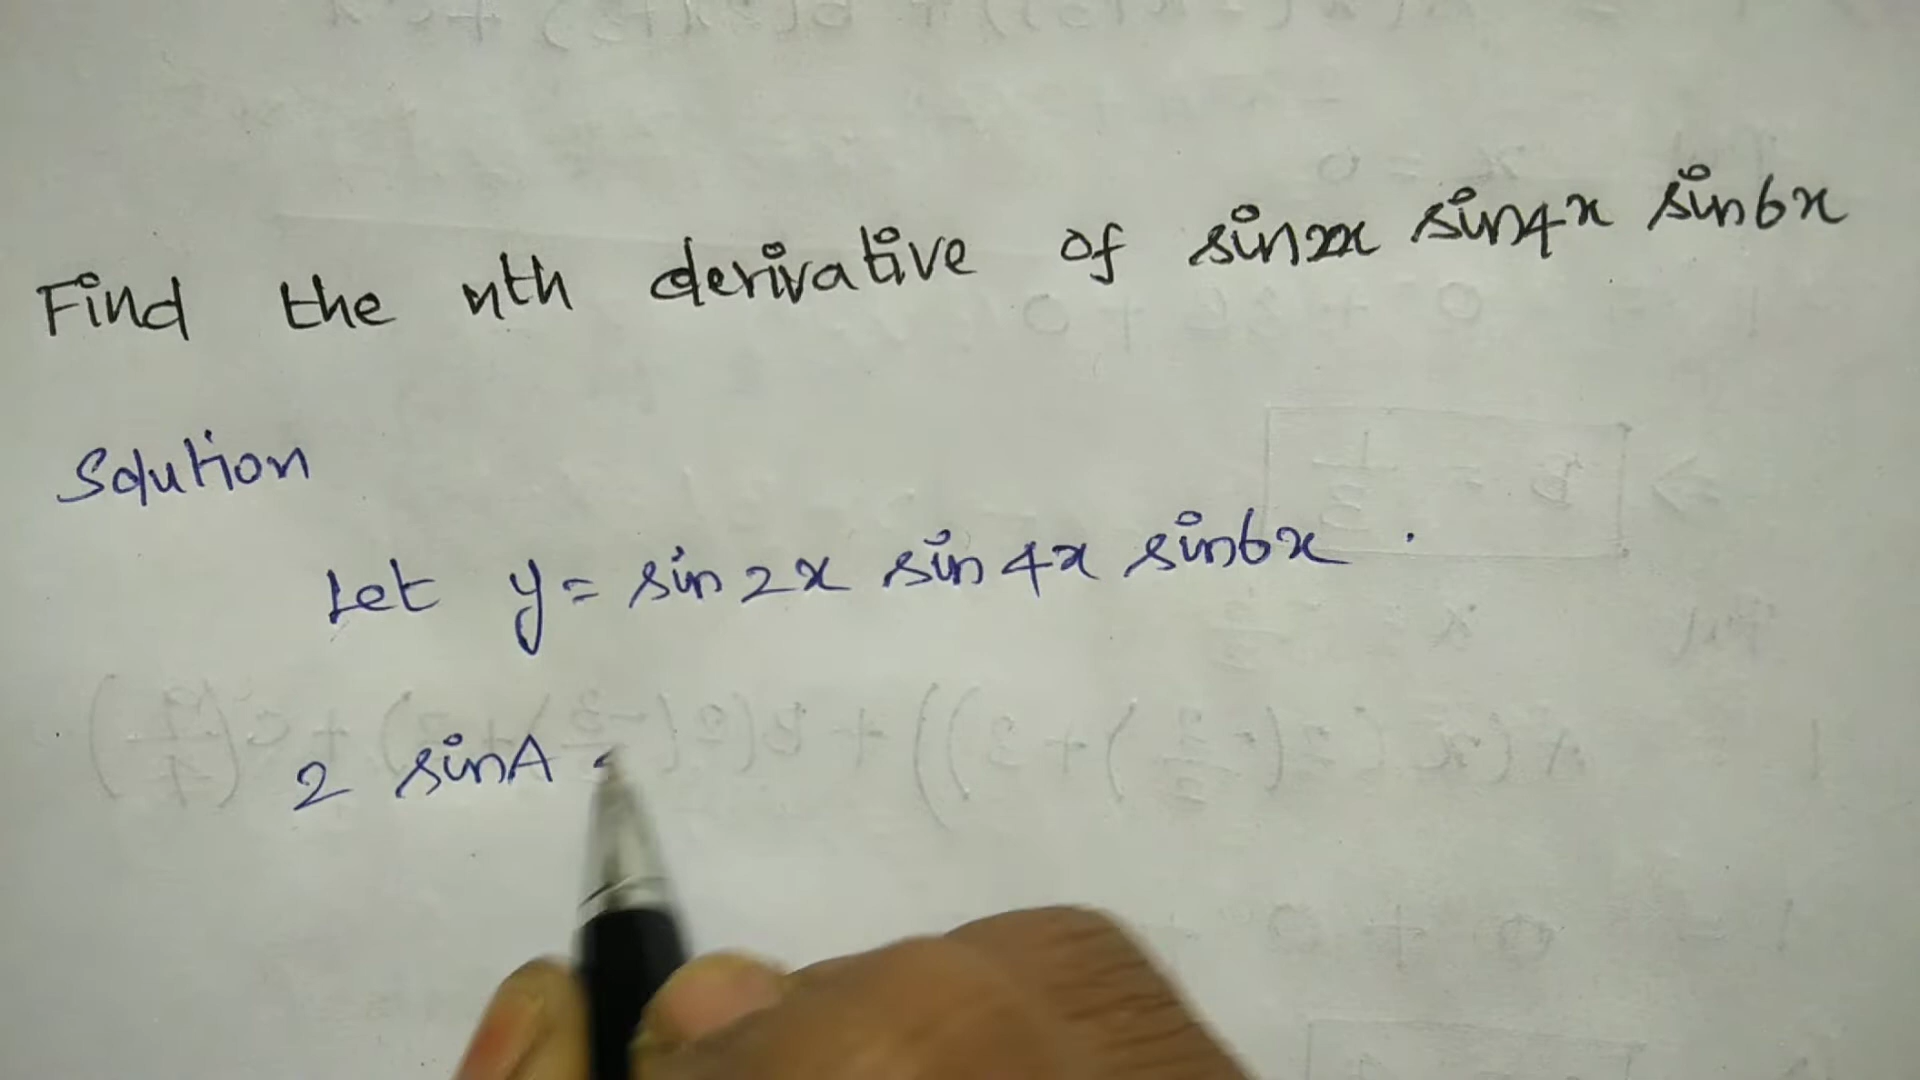 Find the nth derivative of sin2x sin4x sin6x
Solution
Let y = sin 2x sin 4x sin6x .
2 sinA